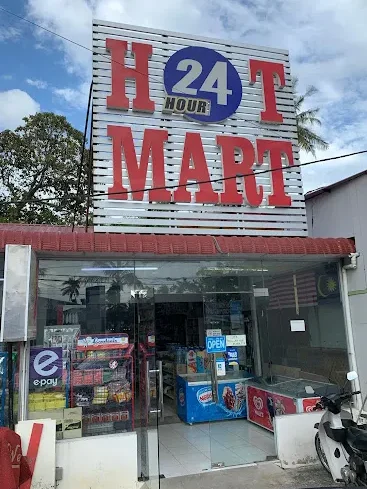 H T
24
HOUR
MART
OPEN
e
e-pay